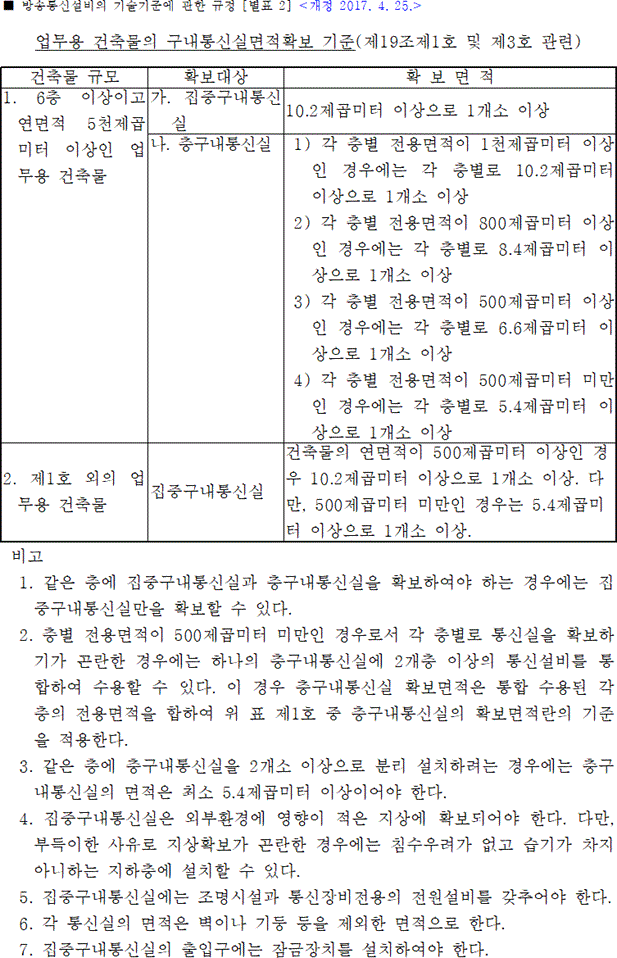 ■ 방송통신설비의 기술기준에 관한 규정 [별표 2] <개정 2017. 4. 25.>
업무용 건축물의 구내통신실면적확보 기준(제19조제1호 및 제3호 관련)
건축물 규모 확보대상 확 보 면 적
1. 6층 이상이고
연면적 5천제곱
미터 이상인 업
무용 건축물
가. 집중구내통신
실
10.2제곱미터 이상으로 1개소 이상
나. 층구내통신실
1) 각 층별 전용면적이 1천제곱미터 이상
인 경우에는 각 층별로 10.2제곱미터
이상으로 1개소 이상
2) 각 층별 전용면적이 800제곱미터 이상
인 경우에는 각 층별로 8.4제곱미터 이
상으로 1개소 이상
3) 각 층별 전용면적이 500제곱미터 이상
인 경우에는 각 층별로 6.6제곱미터 이
상으로 1개소 이상
4) 각 층별 전용면적이 500제곱미터 미만
인 경우에는 각 층별로 5.4제곱미터 이
상으로 1개소 이상
2. 제1호 외의 업
무용 건축물
집중구내통신실
건축물의 연면적이 500제곱미터 이상인 경
우 10.2제곱미터 이상으로 1개소 이상. 다
만, 500제곱미터 미만인 경우는 5.4제곱미
터 이상으로 1개소 이상.
비고
1. 같은 층에 집중구내통신실과 층구내통신실을 확보하여야 하는 경우에는 집
중구내통신실만을 확보할 수 있다.
2. 층별 전용면적이 500제곱미터 미만인 경우로서 각 층별로 통신실을 확보하
기가 곤란한 경우에는 하나의 층구내통신실에 2개층 이상의 통신설비를 통
합하여 수용할 수 있다. 이 경우 층구내통신실 확보면적은 통합 수용된 각
층의 전용면적을 합하여 위 표 제1호 중 층구내통신실의 확보면적란의 기준
을 적용한다.
3. 같은 층에 층구내통신실을 2개소 이상으로 분리 설치하려는 경우에는 층구
내통신실의 면적은 최소 5.4제곱미터 이상이어야 한다.
4. 집중구내통신실은 외부환경에 영향이 적은 지상에 확보되어야 한다. 다만,
부득이한 사유로 지상확보가 곤란한 경우에는 침수우려가 없고 습기가 차지
아니하는 지하층에 설치할 수 있다.
5. 집중구내통신실에는 조명시설과 통신장비전용의 전원설비를 갖추어야 한다.
6. 각 통신실의 면적은 벽이나 기둥 등을 제외한 면적으로 한다.
7. 집중구내통신실의 출입구에는 잠금장치를 설치하여야 한다.